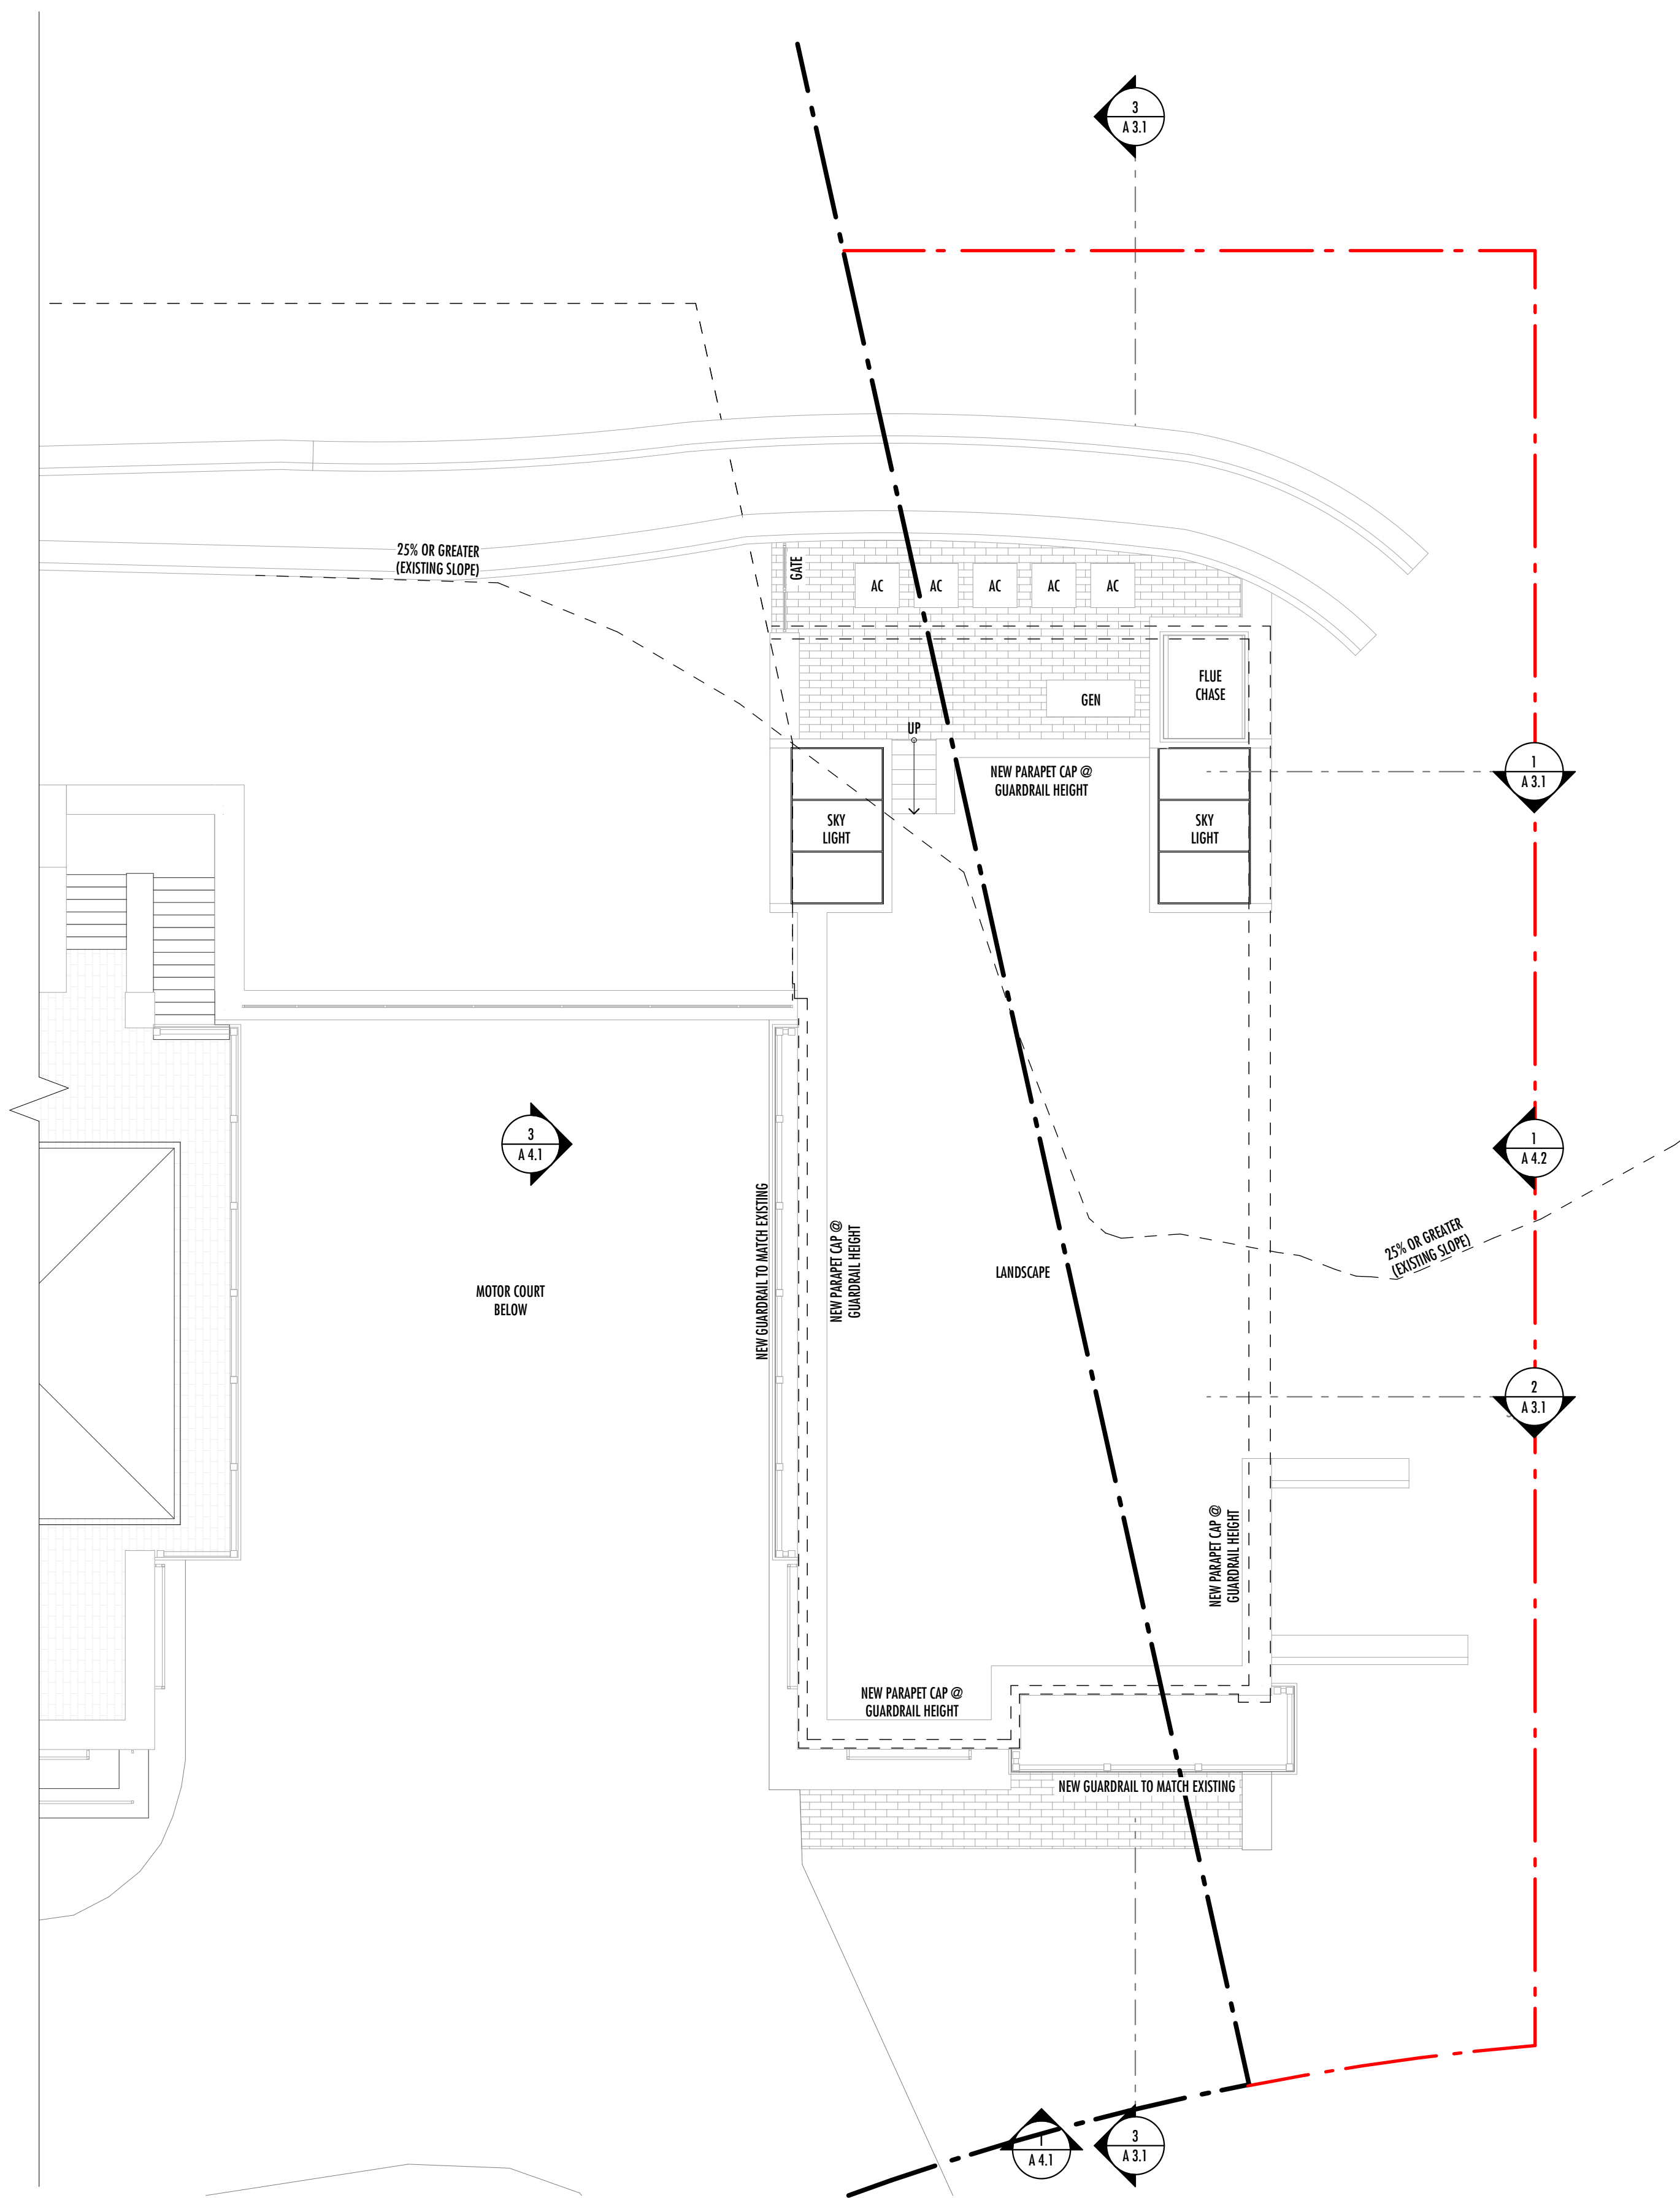 3
A 3.1
25% OR GREATER
(EXISTING SLOPE)
GATE
AC
AC
AC
AC
AC
FLUE
CHASE
GEN
UP
NEW PARAPET CAP @
GUARDRAIL HEIGHT
1
A 3.1
SKY
LIGHT
SKY
LIGHT
3
A 4.1
1
A 4.2
NEW GUARDRAIL TO MATCH EXISTING
NEW PARAPET CAP @
GUARDRAIL HEIGHT
25% OR GREATER
(EXISTING SLOPE)
LANDSCAPE
MOTOR COURT
BELOW
2
A 3.1
NEW PARAPET CAP @
GUARDRAIL HEIGHT
NEW PARAPET CAP @
GUARDRAIL HEIGHT
NEW GUARDRAIL TO MATCH EXISTING
1
A 4.1
3
A 3.1